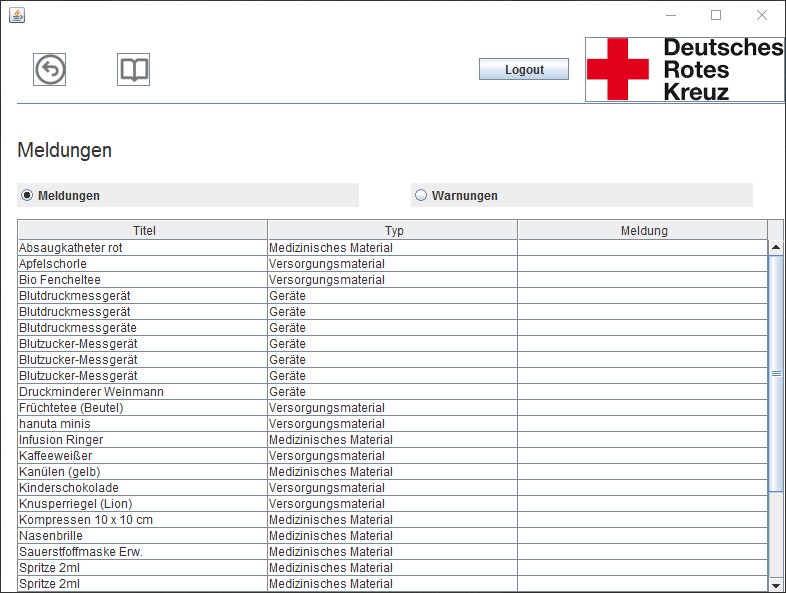 Logout
Deutsches
Rotes
Kreuz
Meldungen
Meldungen Warnungen
Titel Typ Meldung
Absaugkatheter rot Medizinisches Material
Apfelschorle Versorgungsmaterial
Bio Fencheltee Versorgungsmaterial
Blutdruckmessgerät Geräte
Blutdruckmessgerät Geräte
Blutdruckmessgeräte Geräte
Blutzucker-Messgerät Geräte
Blutzucker-Messgerät Geräte
Blutzucker-Messgerät Geräte
Druckminderer Weinmann Geräte
Früchtetee (Beutel) Versorgungsmaterial
hanuta minis Versorgungsmaterial
Infusion Ringer Medizinisches Material
Kaffeeweißer Versorgungsmaterial
Kanülen (gelb) Medizinisches Material
Kinderschokolade Versorgungsmaterial
Knusperriegel (Lion) Versorgungsmaterial
Kompressen 10 x 10 cm Medizinisches Material
Nasenbrille Medizinisches Material
Sauerstoffmaske Erw. Medizinisches Material
Spritze 2ml Medizinisches Material
Spritze 2ml Medizinisches Material